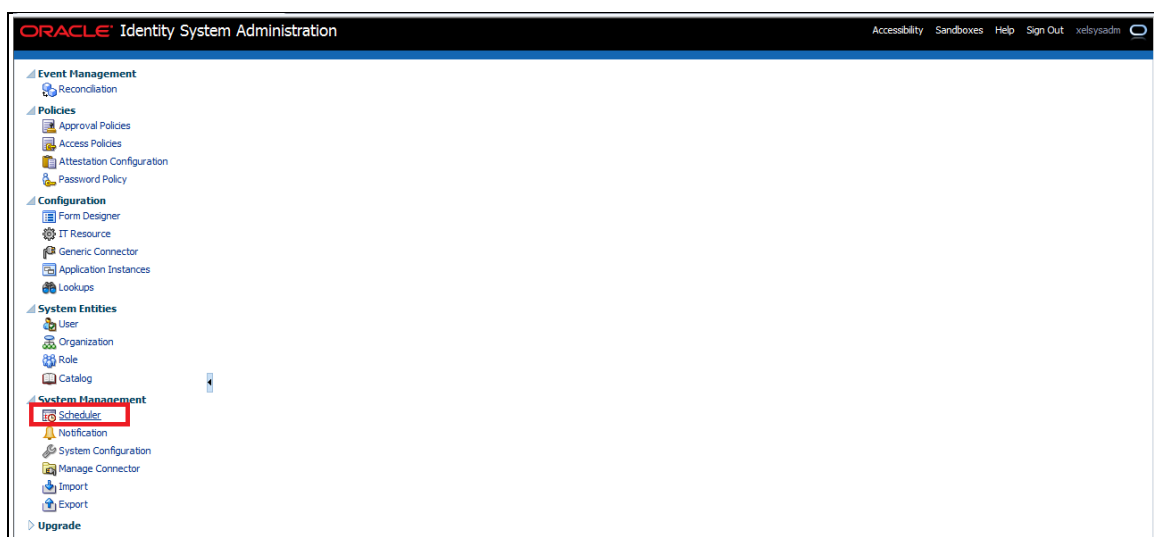 ORACLE Identity System Administration
Accessibility Sandboxes Help Sign Out xelsysadm
Event Management
Reconciliation
Policies
Approval Policies
Access Policies
Attestation Configuration
Password Policy
Configuration
Form Designer
IT Resource
Generic Connector
Application Instances
Lookups
System Entities
User
Organization
Role
Catalog
System Management
Scheduler
Notification
System Configuration
Manage Connector
Import
Export
Upgrade